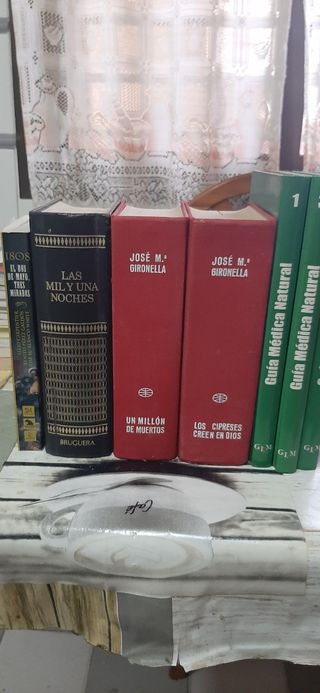 1808
EL DOS
DE MAYO
TRES
MIRADAS
LAS
MIL Y UNA
NOCHES
BRUGUERA
JOSÉ M.ª
GIRONELLA
UN MILLÓN
DE MUERTOS
JOSÉ M.ª
GIRONELLA
LOS CIPRESES
CREEN EN DIOS
1
Guía Médica Natural
GLM
Guía Médica Natural
GLM
Café